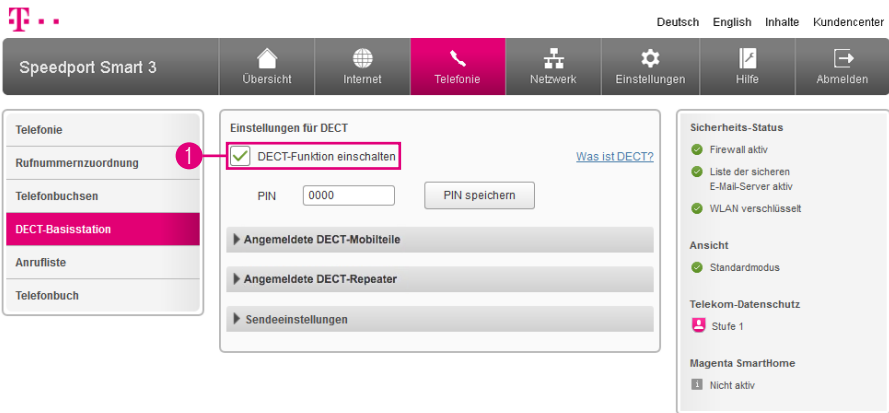 T
Deutsch English Inhalte Kundencenter
Speedport Smart 3
Übersicht
Internet
Telefonie
Netzwerk
Einstellungen
Hilfe
Abmelden
Telefonie
Rufnummernzuordnung
Telefonbuchsen
DECT-Basisstation
Anrufliste
Telefonbuch
Einstellungen für DECT
1
DECT-Funktion einschalten
Was ist DECT?
PIN
0000
PIN speichern
Angemeldete DECT-Mobilteile
Angemeldete DECT-Repeater
Sendeeinstellungen
Sicherheits-Status
Firewall aktiv
Liste der sicheren
E-Mail-Server aktiv
WLAN verschlüsselt
Ansicht
Standardmodus
Telekom-Datenschutz
Stufe 1
Magenta SmartHome
Nicht aktiv